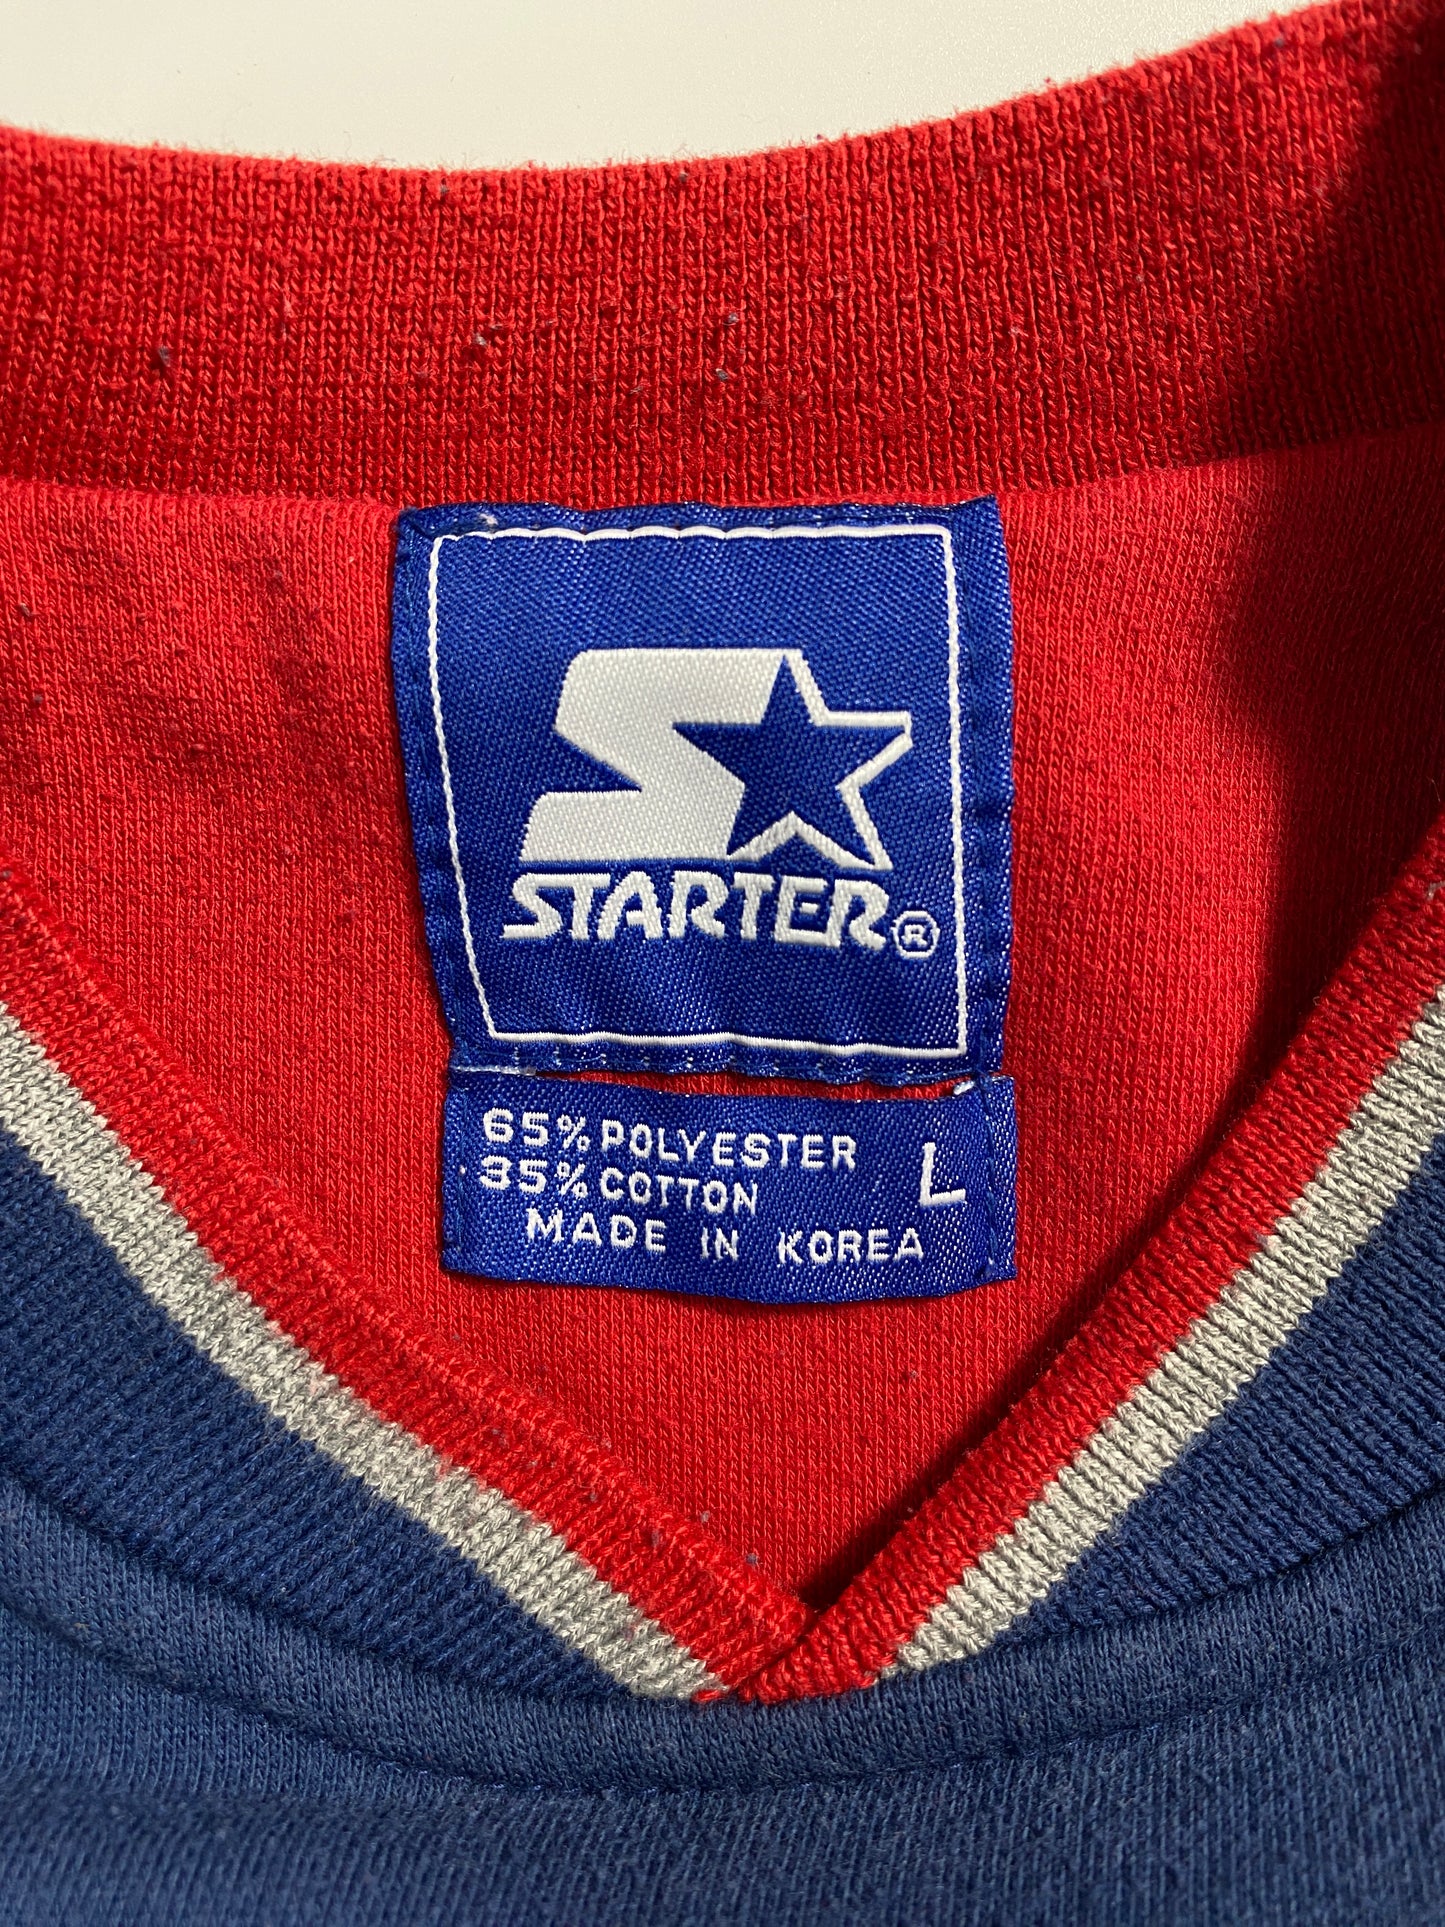 STARTER®
65% POLYESTER
35% COTTON L
MADE IN KOREA